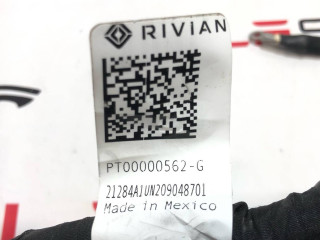 RIVIAN
PT00000562-G
21284A1UN209048701
Made in Mexico